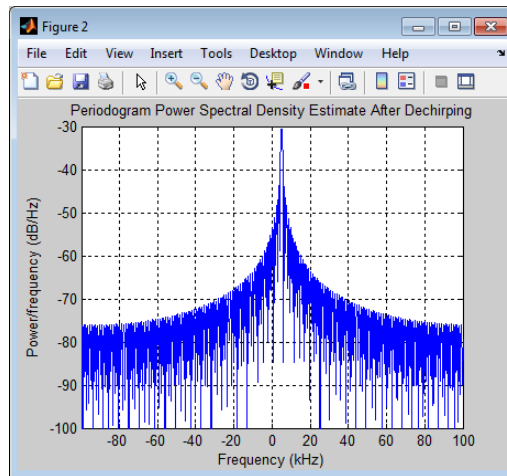 Figure 2
File Edit View Insert Tools Desktop Window Help
Periodogram Power Spectral Density Estimate After Dechirping
-30
-40
-50
-60
-70
-80
-90
-100
Power/frequency (dB/Hz)
-80 -60 -40 -20 0 20 40 60 80 100
Frequency (kHz)